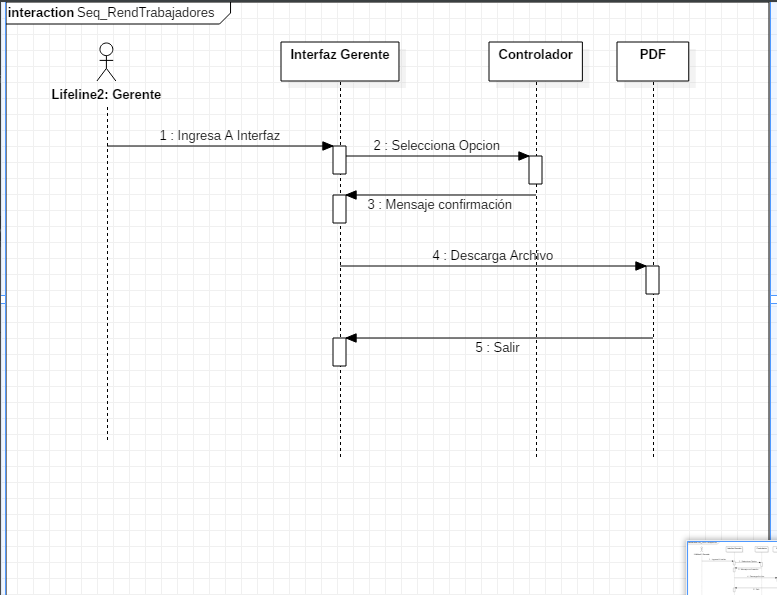 interaction Seq_RendTrabajadores
Interfaz Gerente
Controlador
PDF
Lifeline2: Gerente
1 : Ingresa A Interfaz
2 : Selecciona Opcion
3 : Mensaje confirmación
4 : Descarga Archivo
5 : Salir